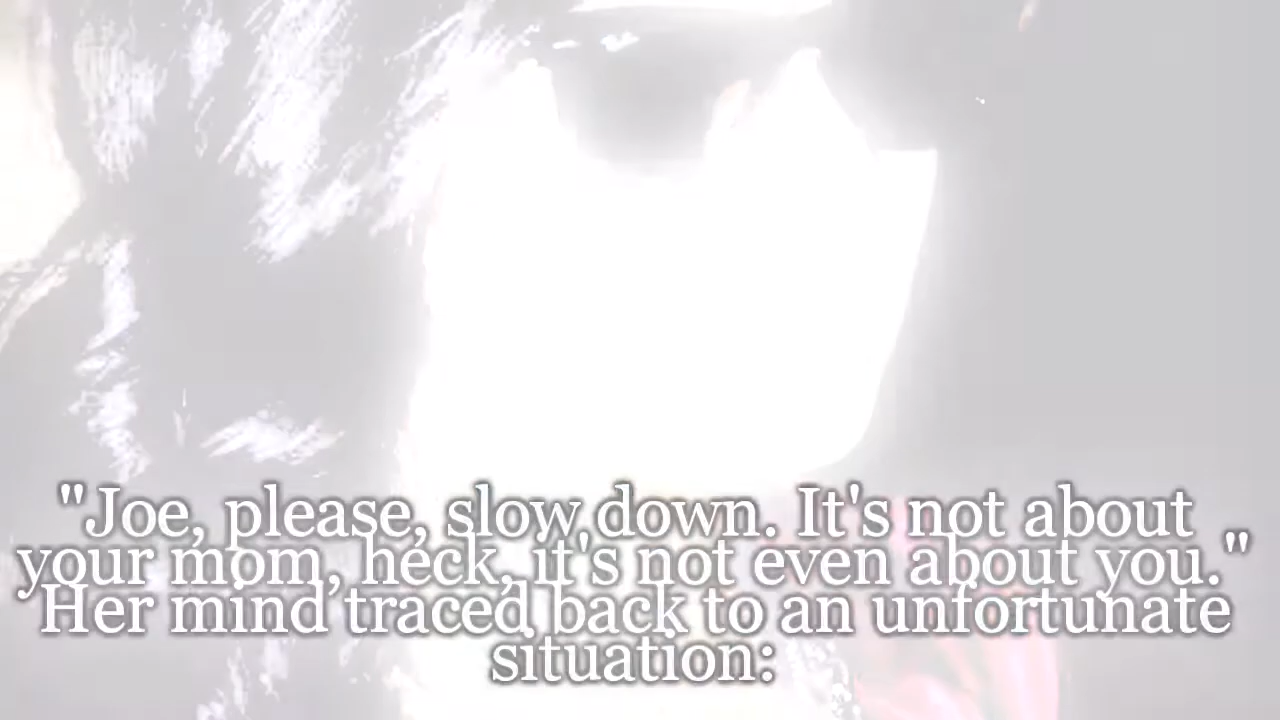 "Joe, please, slow down. It's not about
your mom, heck, it's not even about you."
Her mind traced back to an unfortunate
situation: